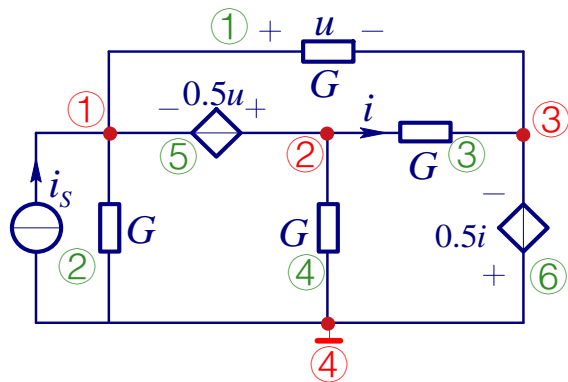 ① + u −
G
① − 0.5u + i ③
⑤ ② G ③
i_S G G −
② ④ 0.5i
+ ⑥
④